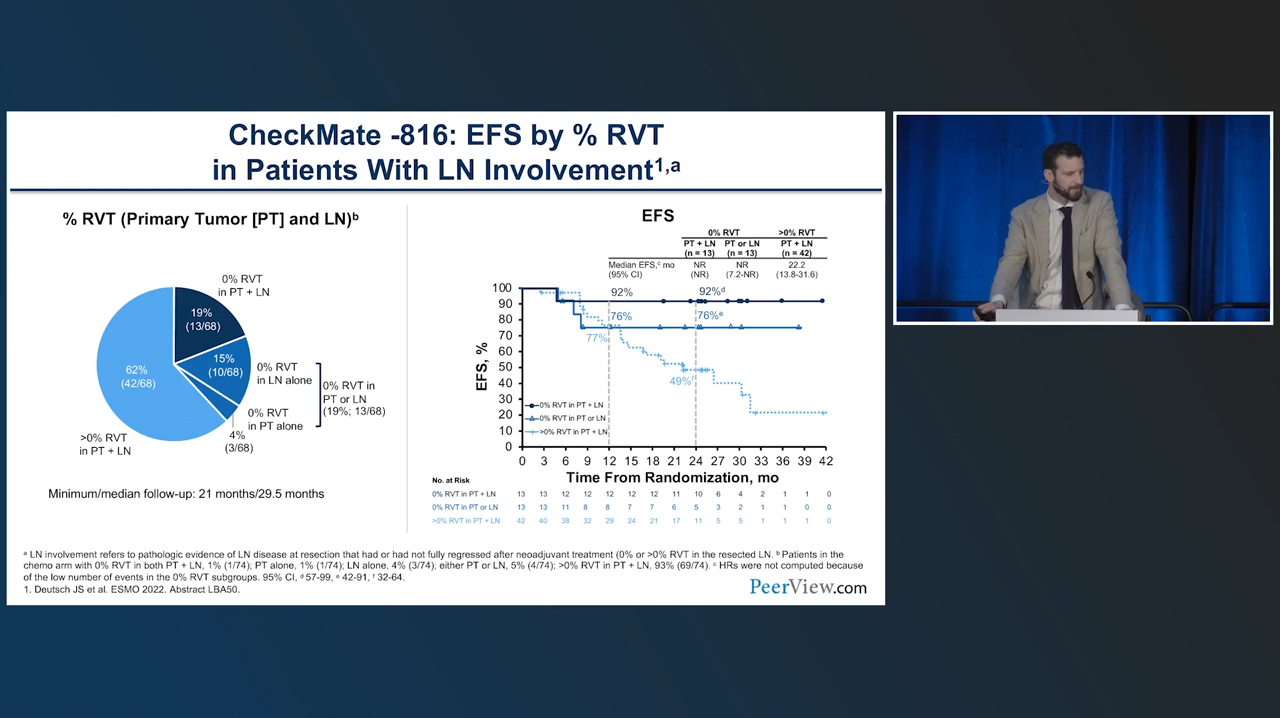 CheckMate -816: EFS by % RVT
in Patients With LN Involvement1,a
% RVT (Primary Tumor [PT] and LN)b
0% RVT
in PT + LN
19%
(13/68)
15%
(10/68)
0% RVT
in LN alone
0% RVT in
PT or LN
(19%; 13/68)
0% RVT
in PT alone
4%
(3/68)
62%
(42/68)
>0% RVT
in PT + LN
Minimum/median follow-up: 21 months/29.5 months
EFS
0% RVT >0% RVT
PT + LN PT or LN PT + LN
(n = 13) (n = 13) (n = 42)
Median EFS,c mo NR NR 22.2
(95% CI) (NR) (7.2-NR) (13.8-31.6)
92% 92%d
76% 76%e
77%
49%f
EFS, %
100
90
80
70
60
50
40
30
20
10
0
0% RVT in PT + LN
0% RVT in PT or LN
>0% RVT in PT + LN
0 3 6 9 12 15 18 21 24 27 30 33 36 39 42
Time From Randomization, mo
No. at Risk
0% RVT in PT + LN 13 13 12 12 12 12 12 11 10 6 4 2 1 1 0
0% RVT in PT or LN 13 13 11 8 8 7 7 6 5 3 2 1 1 0 0
>0% RVT in PT + LN 42 40 38 32 29 24 21 17 11 5 5 1 1 1 0
a LN involvement refers to pathologic evidence of LN disease at resection that had or had not fully regressed after neoadjuvant treatment (0% or >0% RVT in the resected LN. b Patients in the
chemo arm with 0% RVT in both PT + LN, 1% (1/74); PT alone, 1% (1/74); LN alone, 4% (3/74); either PT or LN, 5% (4/74); >0% RVT in PT + LN, 93% (69/74). c HRs were not computed because
of the low number of events in the 0% RVT subgroups. 95% CI, d 57-99, e 42-91, f 32-64.
1. Deutsch JS et al. ESMO 2022. Abstract LBA50.
PeerView.com